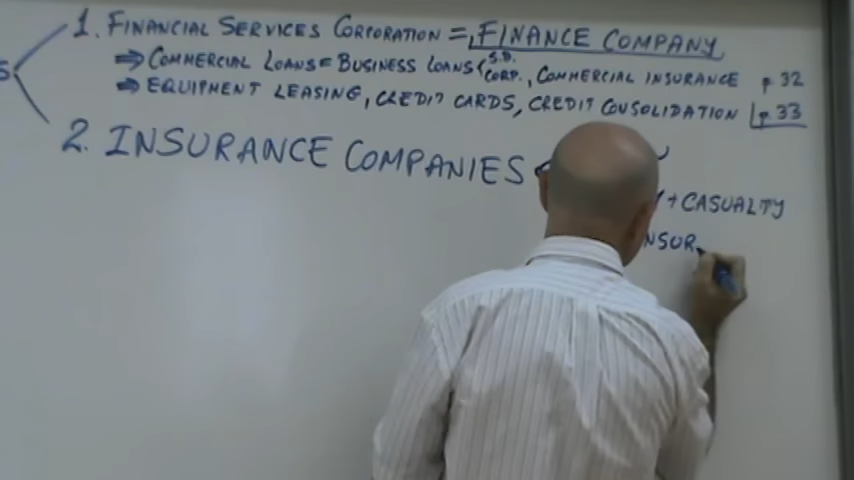 1. FINANCIAL SERVICES CORPORATION = FINANCE COMPANY
⇒ COMMERCIAL LOANS = BUSINESS LOANS { S.B. CORP. , COMMERCIAL INSURANCE p 32
⇒ EQUIPMENT LEASING, CREDIT CARDS, CREDIT CONSOLIDATION p 33
2. INSURANCE COMPANIES
+ CASUALTY
NSUR